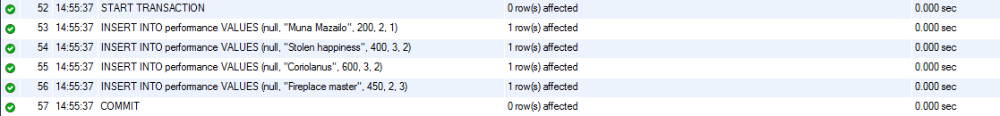 52 14:55:37 START TRANSACTION 0 row(s) affected 0.000 sec
53 14:55:37 INSERT INTO performance VALUES (null, "Muna Mazailo", 200, 2, 1) 1 row(s) affected 0.000 sec
54 14:55:37 INSERT INTO performance VALUES (null, "Stolen happiness", 400, 3, 2) 1 row(s) affected 0.000 sec
55 14:55:37 INSERT INTO performance VALUES (null, "Coriolanus", 600, 3, 2) 1 row(s) affected 0.000 sec
56 14:55:37 INSERT INTO performance VALUES (null, "Fireplace master", 450, 2, 3) 1 row(s) affected 0.000 sec
57 14:55:37 COMMIT 0 row(s) affected 0.000 sec